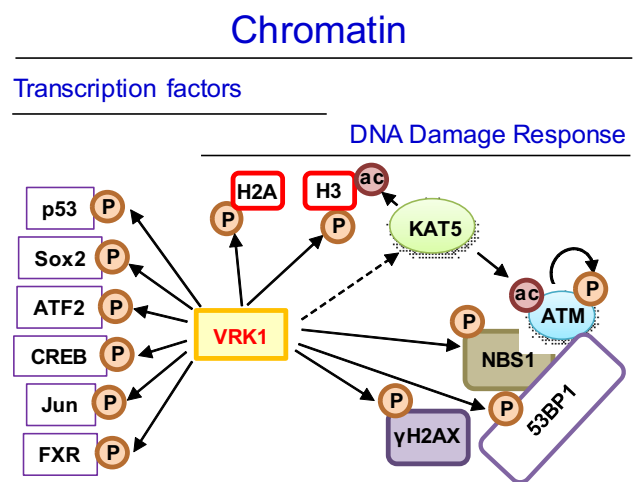 Chromatin
Transcription factors
DNA Damage Response
H2A
P
H3
ac
P
KAT5
p53
P
Sox2
P
ATF2
P
CREB
P
Jun
P
FXR
P
VRK1
ac
P
ATM
P
NBS1
P
53BP1
P
γH2AX